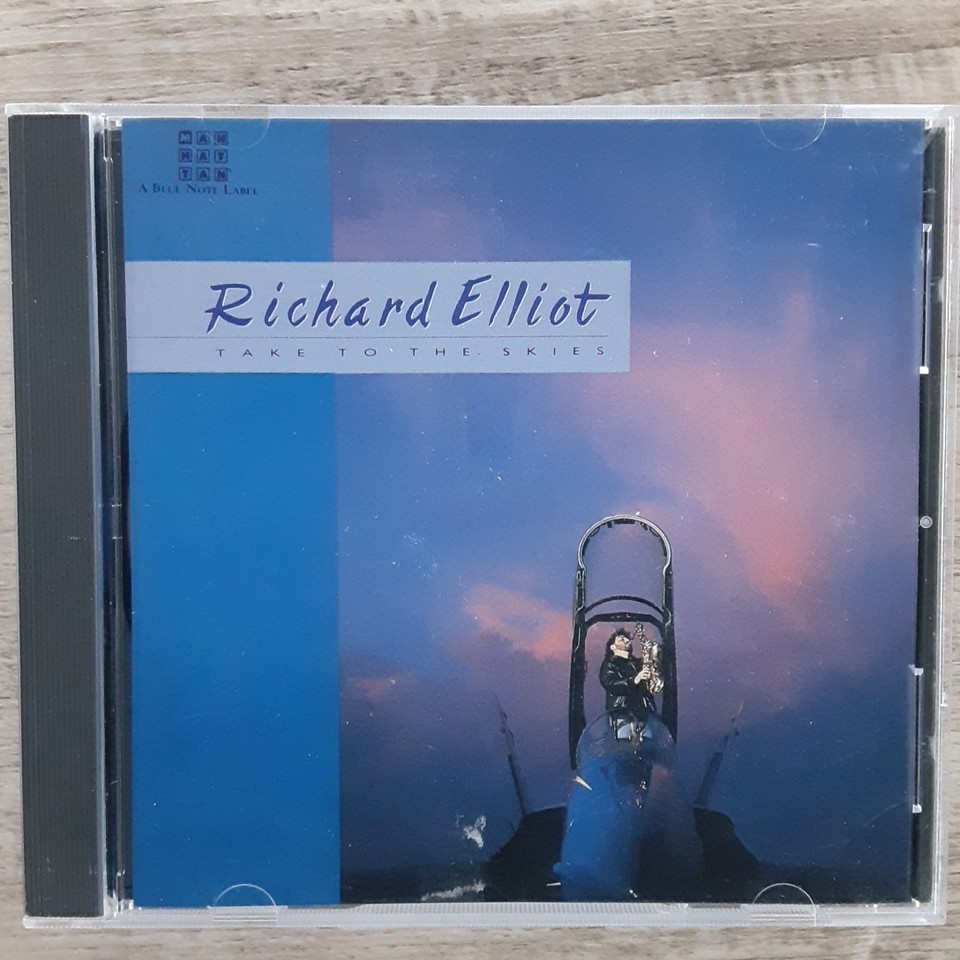 MAN
HAT
TAN
A BLUE NOTE LABEL
Richard Elliot
TAKE TO THE SKIES